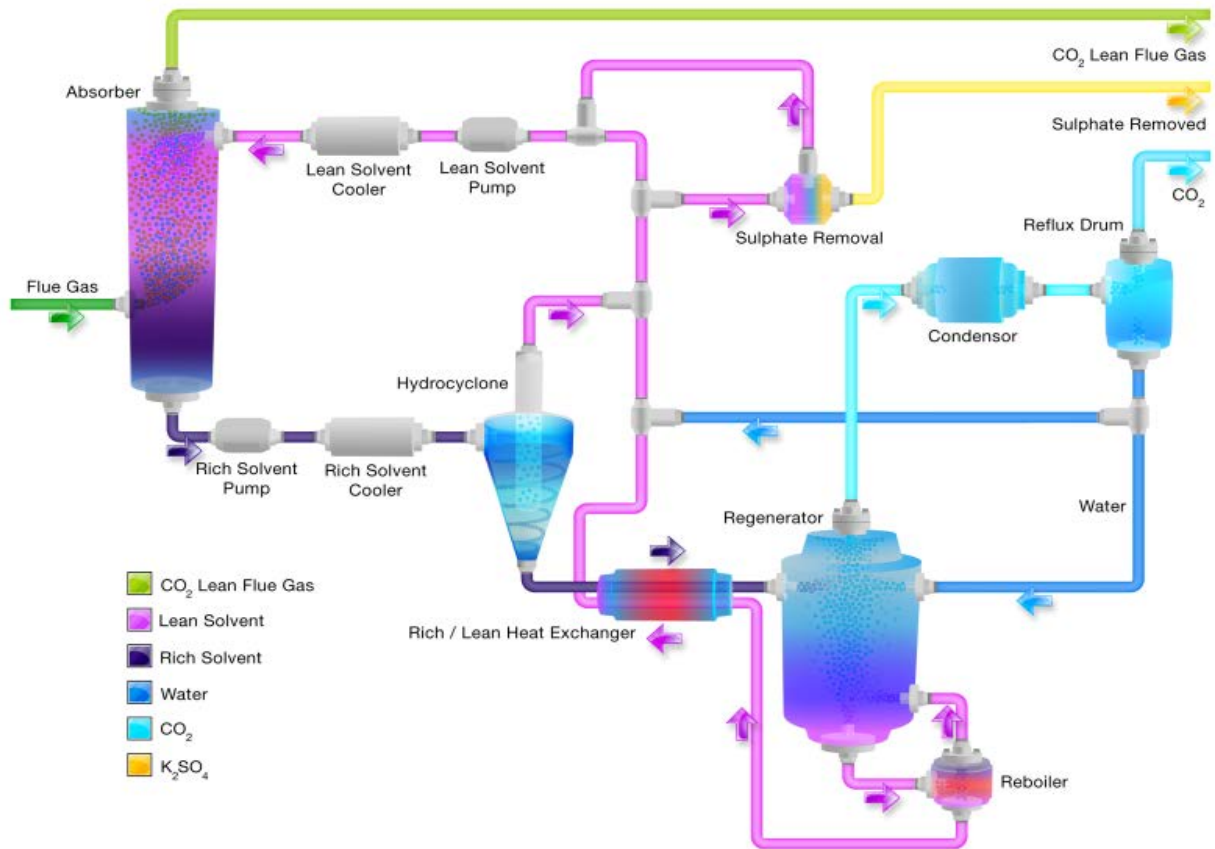 CO₂ Lean Flue Gas
Absorber
Sulphate Removed
Lean Solvent
Cooler
Lean Solvent
Pump
CO₂
Reflux Drum
Sulphate Removal
Flue Gas
Condensor
Hydrocyclone
Rich Solvent
Pump
Rich Solvent
Cooler
Regenerator
Water
CO₂ Lean Flue Gas
Lean Solvent
Rich Solvent
Water
CO₂
K₂SO₄
Rich / Lean Heat Exchanger
Reboiler